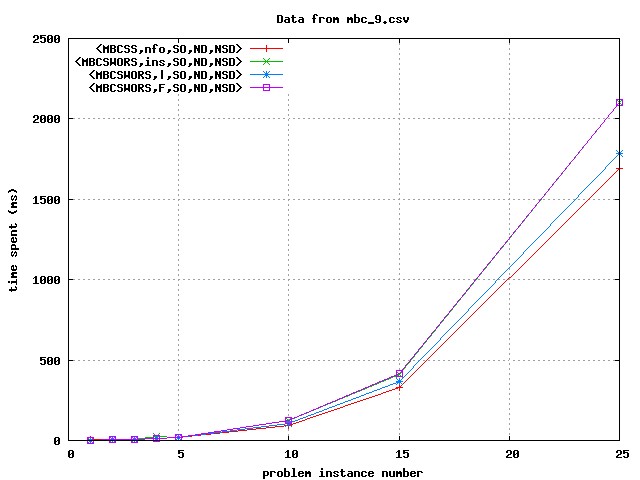 Data from mbc_9.csv
2500
2000
1500
1000
500
0
<MBCSS,nfo,SO,ND,NSD>
<MBCSWORS,ins,SO,ND,NSD>
<MBCSWORS,I,SO,ND,NSD>
<MBCSWORS,F,SO,ND,NSD>
time spent (ms)
0 5 10 15 20 25
problem instance number